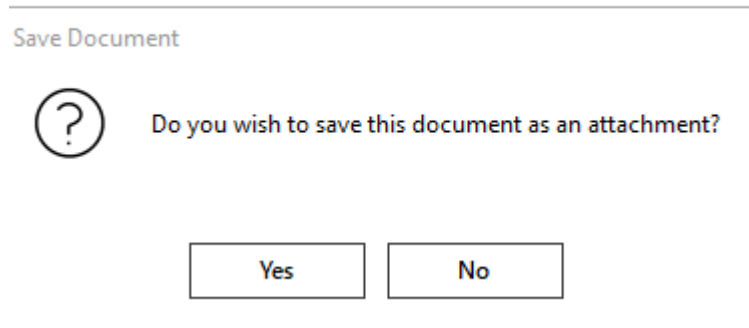 Save Document
Do you wish to save this document as an attachment?
Yes
No